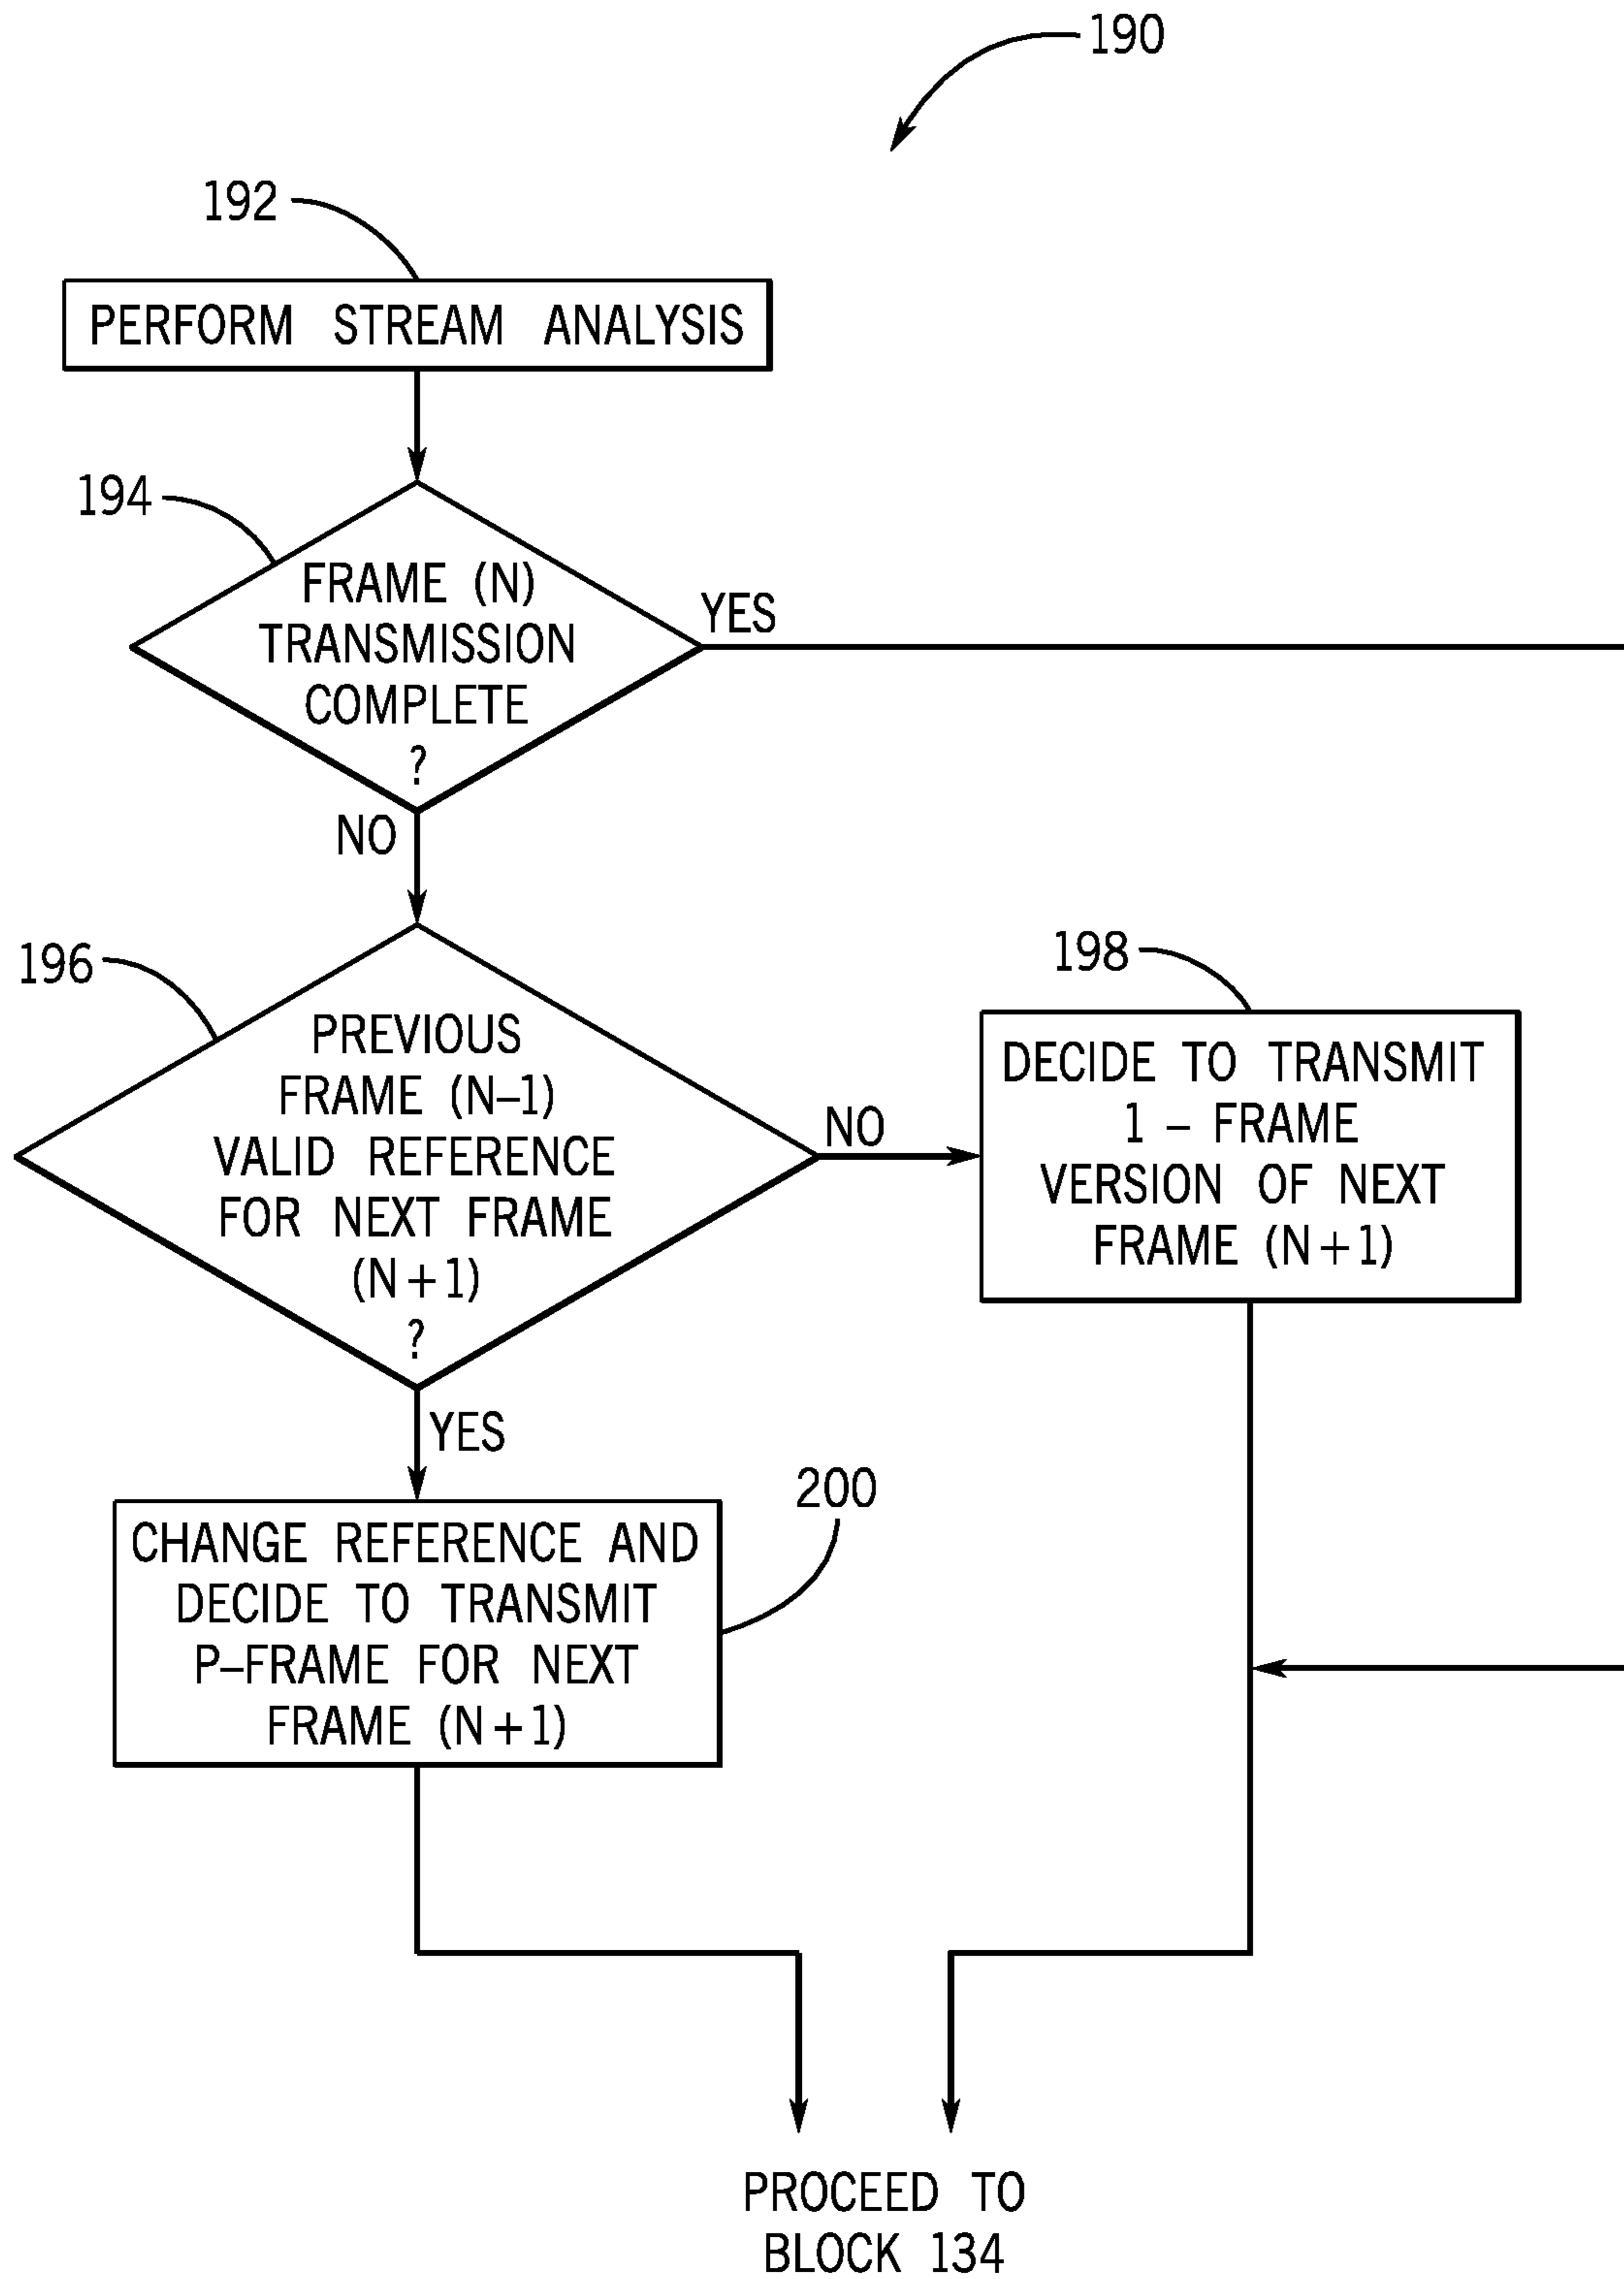 190
192
PERFORM STREAM ANALYSIS
194
FRAME (N)
TRANSMISSION
COMPLETE
?
YES
NO
196
PREVIOUS
FRAME (N–1)
VALID REFERENCE
FOR NEXT FRAME
(N+1)
?
NO
198
DECIDE TO TRANSMIT
1 – FRAME
VERSION OF NEXT
FRAME (N+1)
YES
200
CHANGE REFERENCE AND
DECIDE TO TRANSMIT
P–FRAME FOR NEXT
FRAME (N+1)
PROCEED TO
BLOCK 134